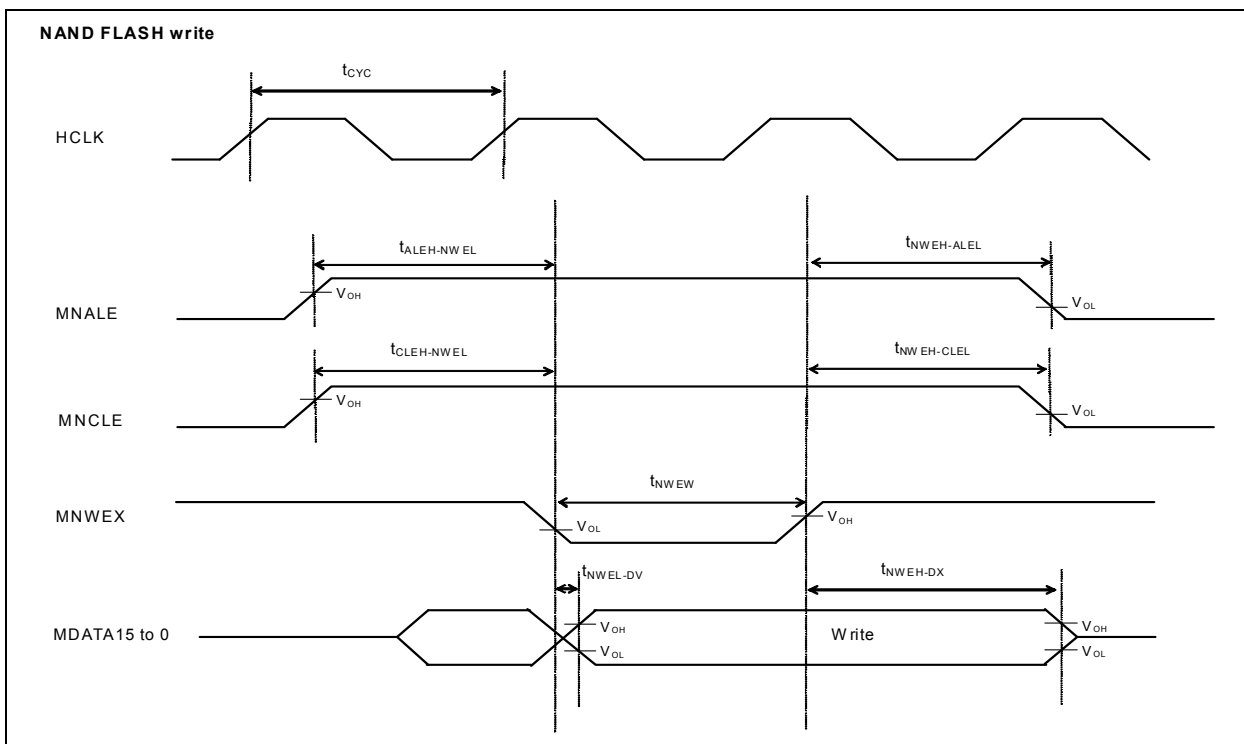 NAND FLASH write
tCYC
HCLK
tALEH-NWEL
tNWEH-ALEL
VOH
MNALE
VOL
tCLEH-NWEL
tNWEH-CLEL
VOH
MNCLE
VOL
tNWEW
MNWEX
VOL
VOH
tNWEL-DV
tNWEH-DX
MDATA15 to 0
VOH
Write
VOH
VOL
VOL